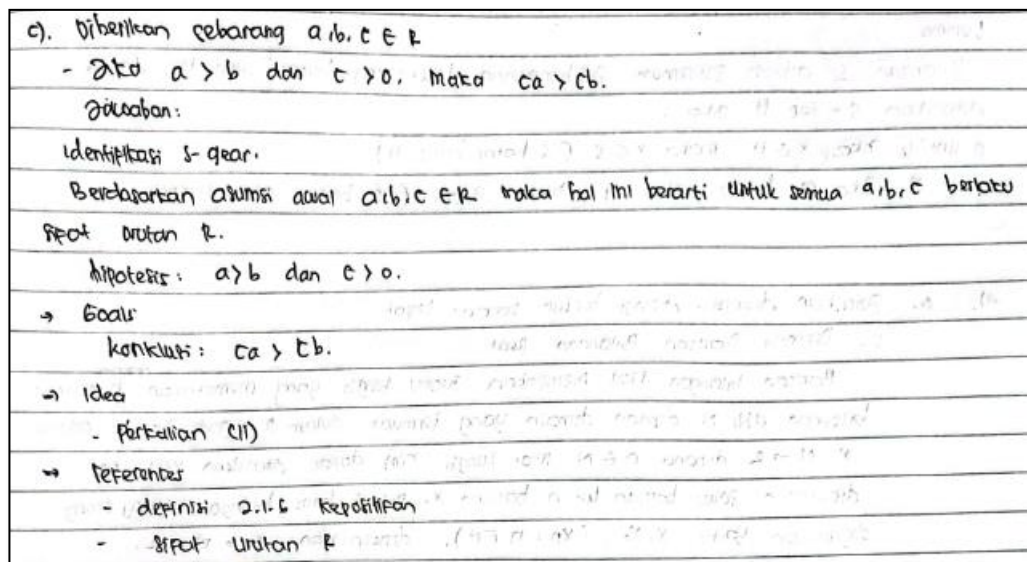 c). Diberikan sebarang a,b,c ∈ R
- Jika a > b dan c > 0. maka ca > cb.
Jawaban:
Identifikasi s-gear.
Berdasarkan asumsi awal a,b,c ∈ R maka hal ini berarti untuk semua a,b,c berlaku
sifat urutan R.
hipotesis: a > b dan c > 0.
→ Goals
konklusi: ca > cb.
→ Idea
- Perkalian (ii)
→ references
- definisi 2.1.6 kepositifan
- sifat urutan R